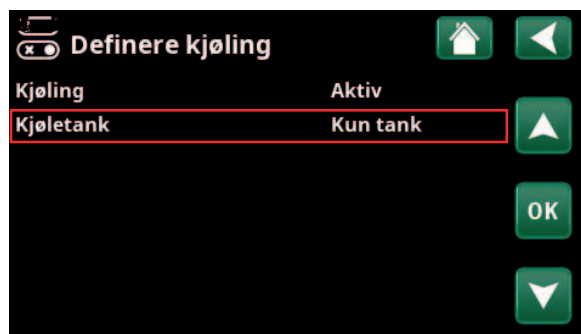 Definere kjøling
Kjøling Aktiv
Kjøletank Kun tank
OK